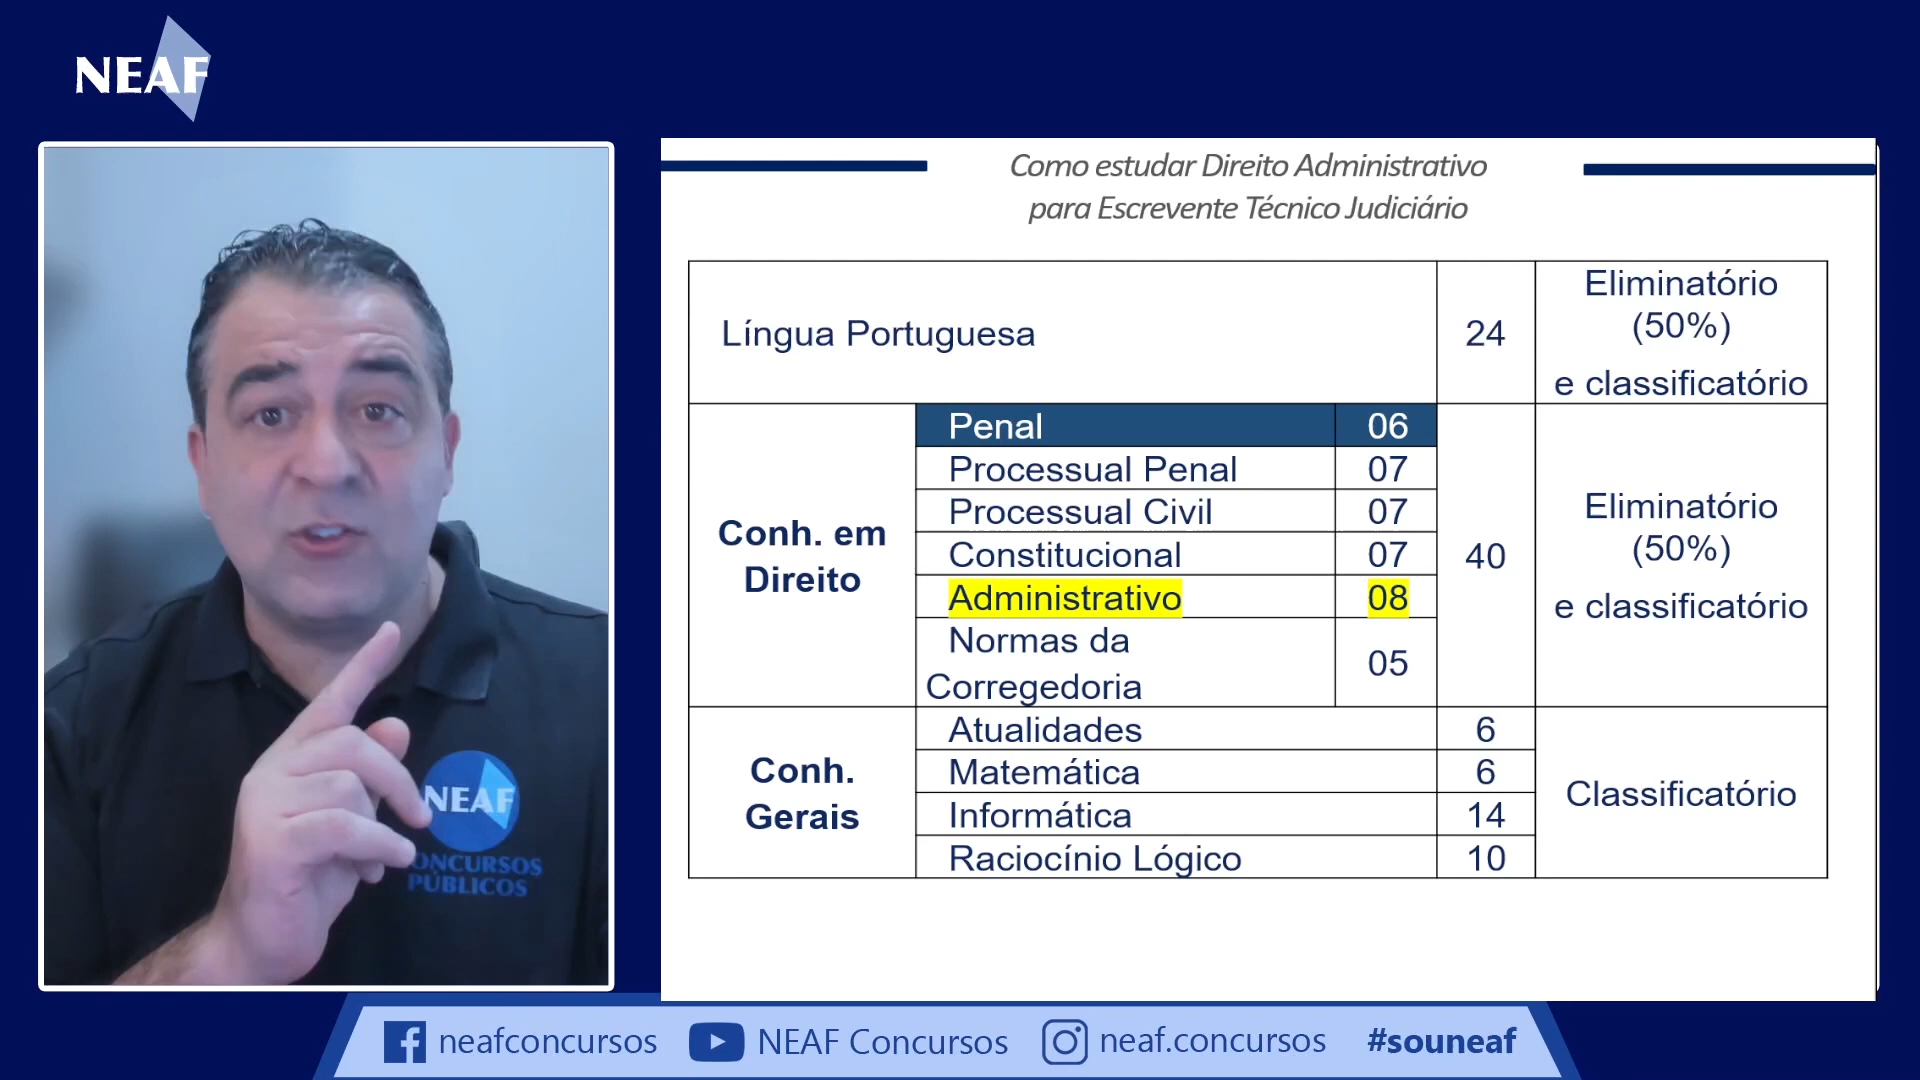 NEAF
Como estudar Direito Administrativo
para Escrevente Técnico Judiciário
Língua Portuguesa
24
Eliminatório
(50%)
e classificatório
Conh. em
Direito
Penal 06
Processual Penal 07
Processual Civil 07
Constitucional 07
Administrativo 08
Normas da
Corregedoria
05
40
Eliminatório
(50%)
e classificatório
Conh.
Gerais
Atualidades 6
Matemática 6
Informática 14
Raciocínio Lógico 10
Classificatório
NEAF
CONCURSOS
PÚBLICOS
neafconcursos NEAF Concursos neaf.concursos #souneaf